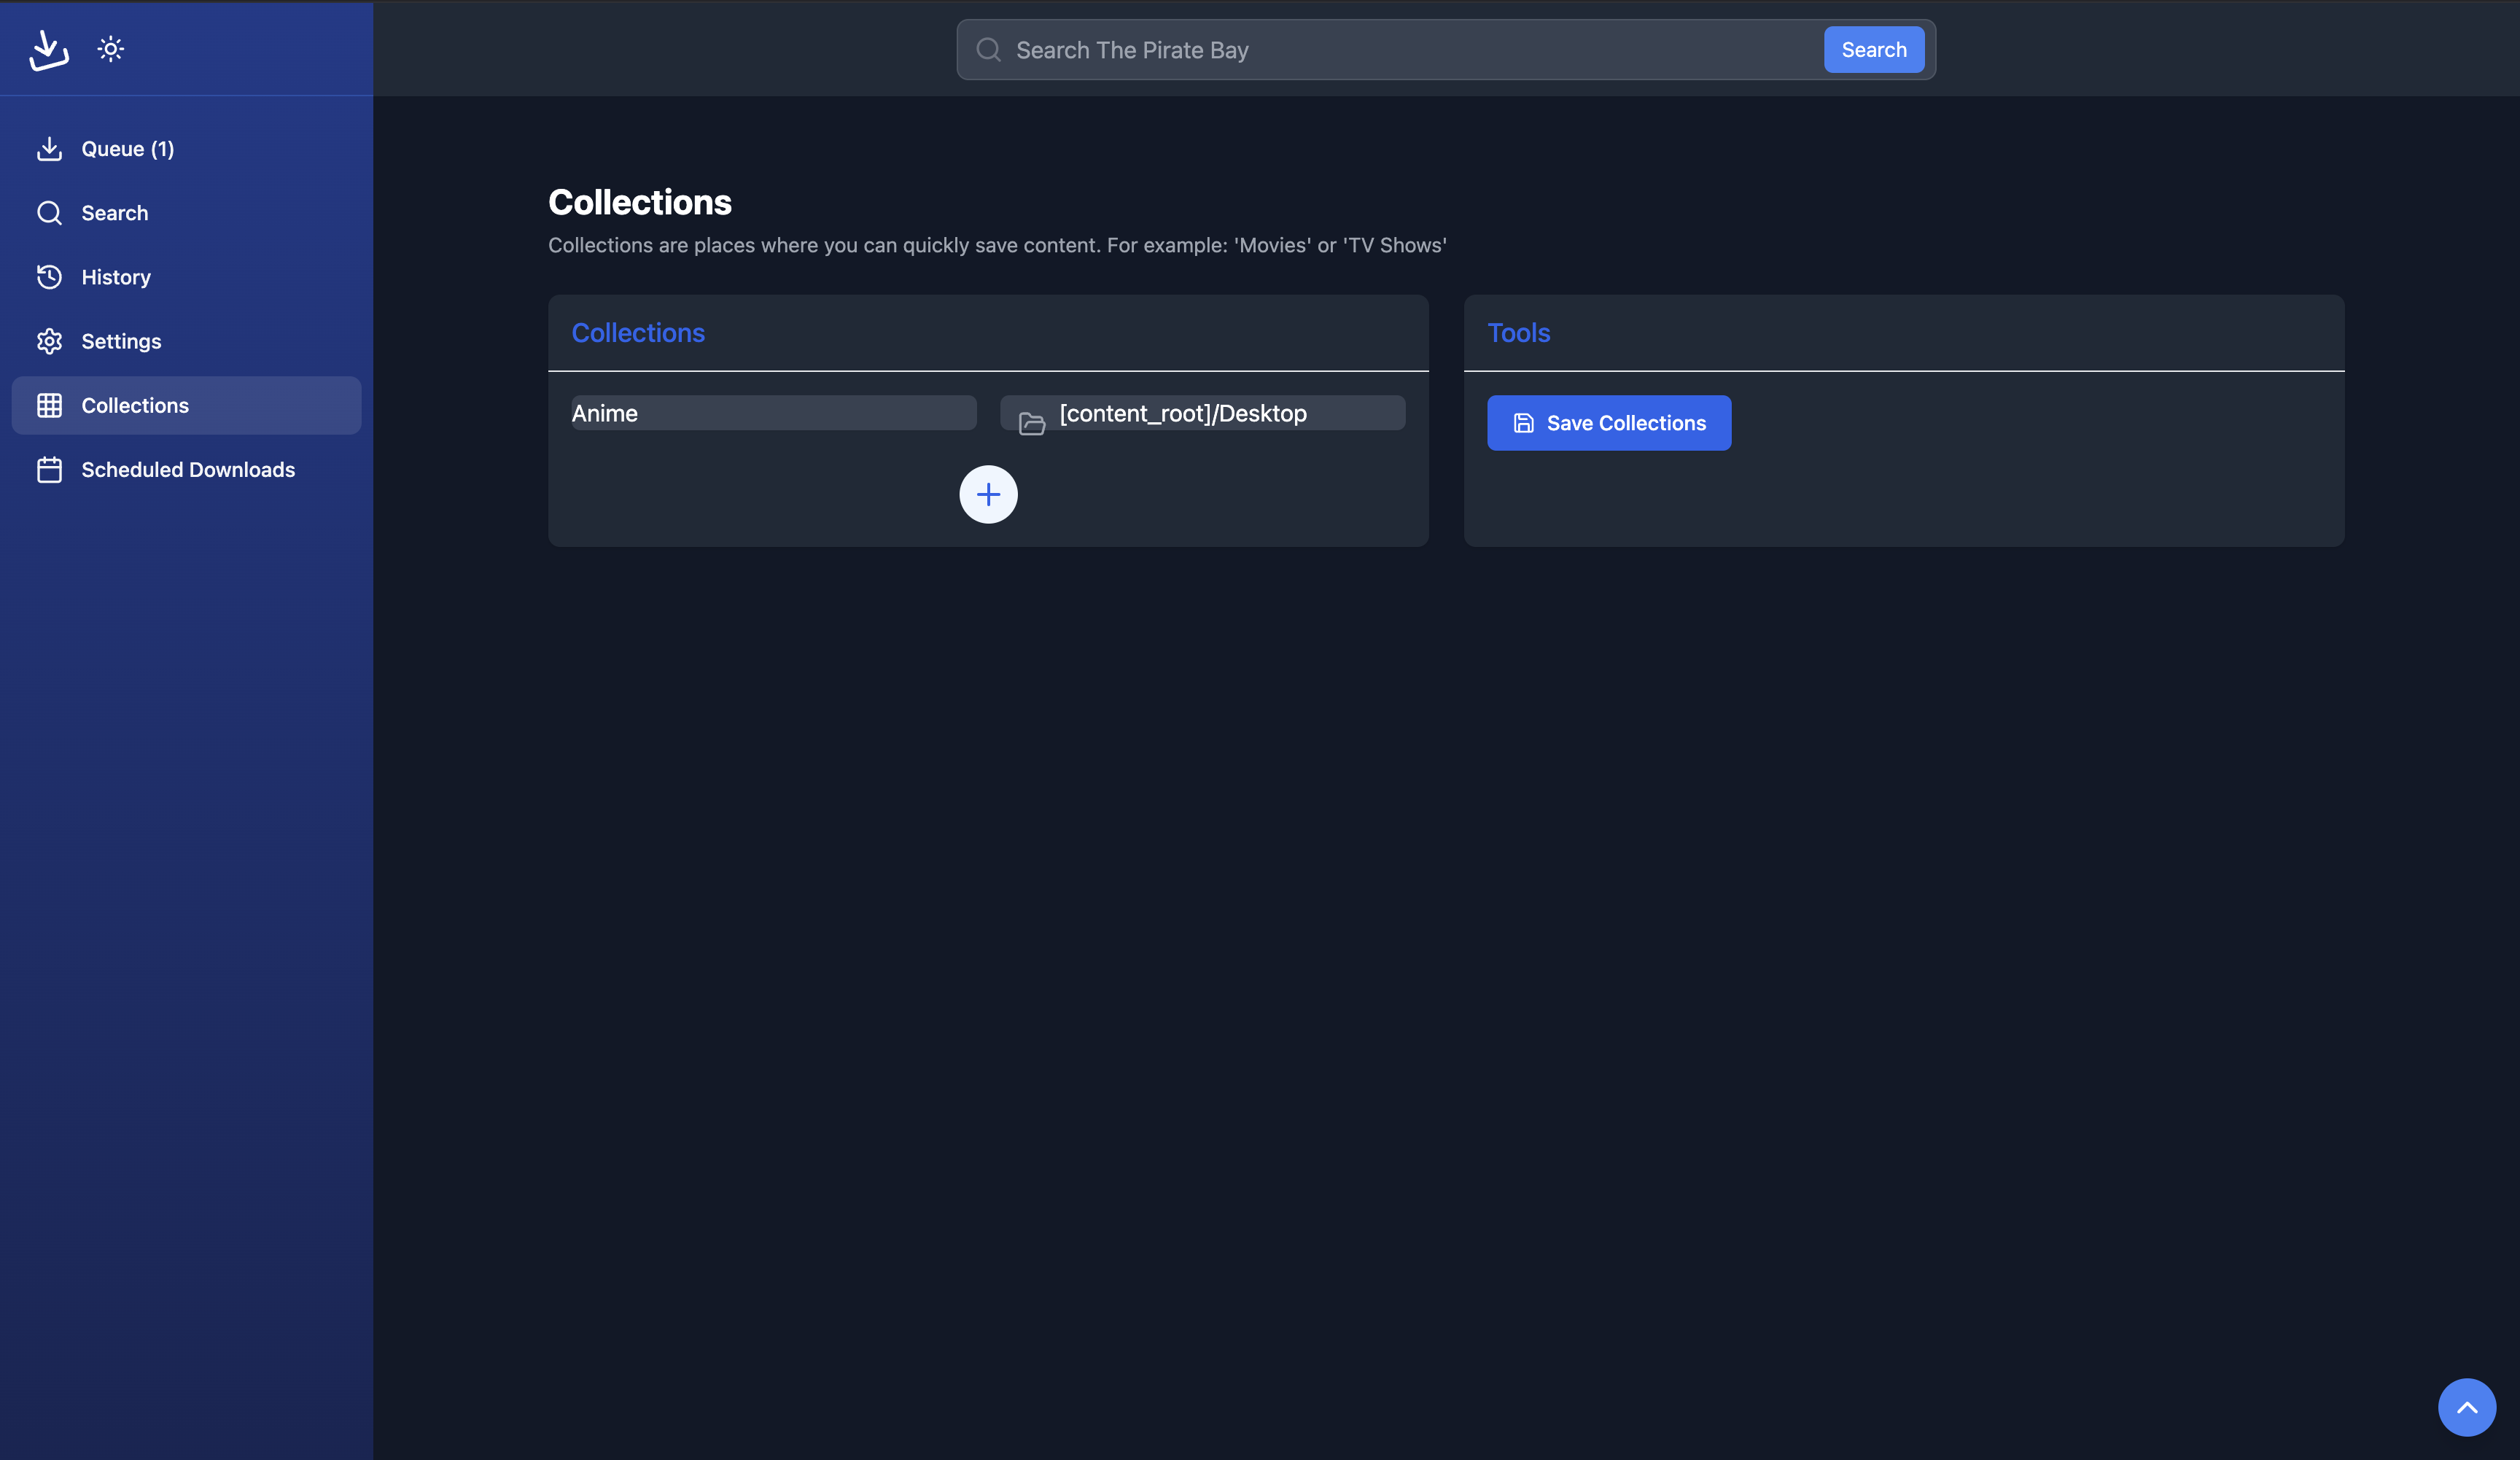 Search The Pirate Bay
Search
Queue (1)
Search
History
Settings
Collections
Scheduled Downloads
Collections
Collections are places where you can quickly save content. For example: 'Movies' or 'TV Shows'
Collections
Anime
[content_root]/Desktop
Tools
Save Collections